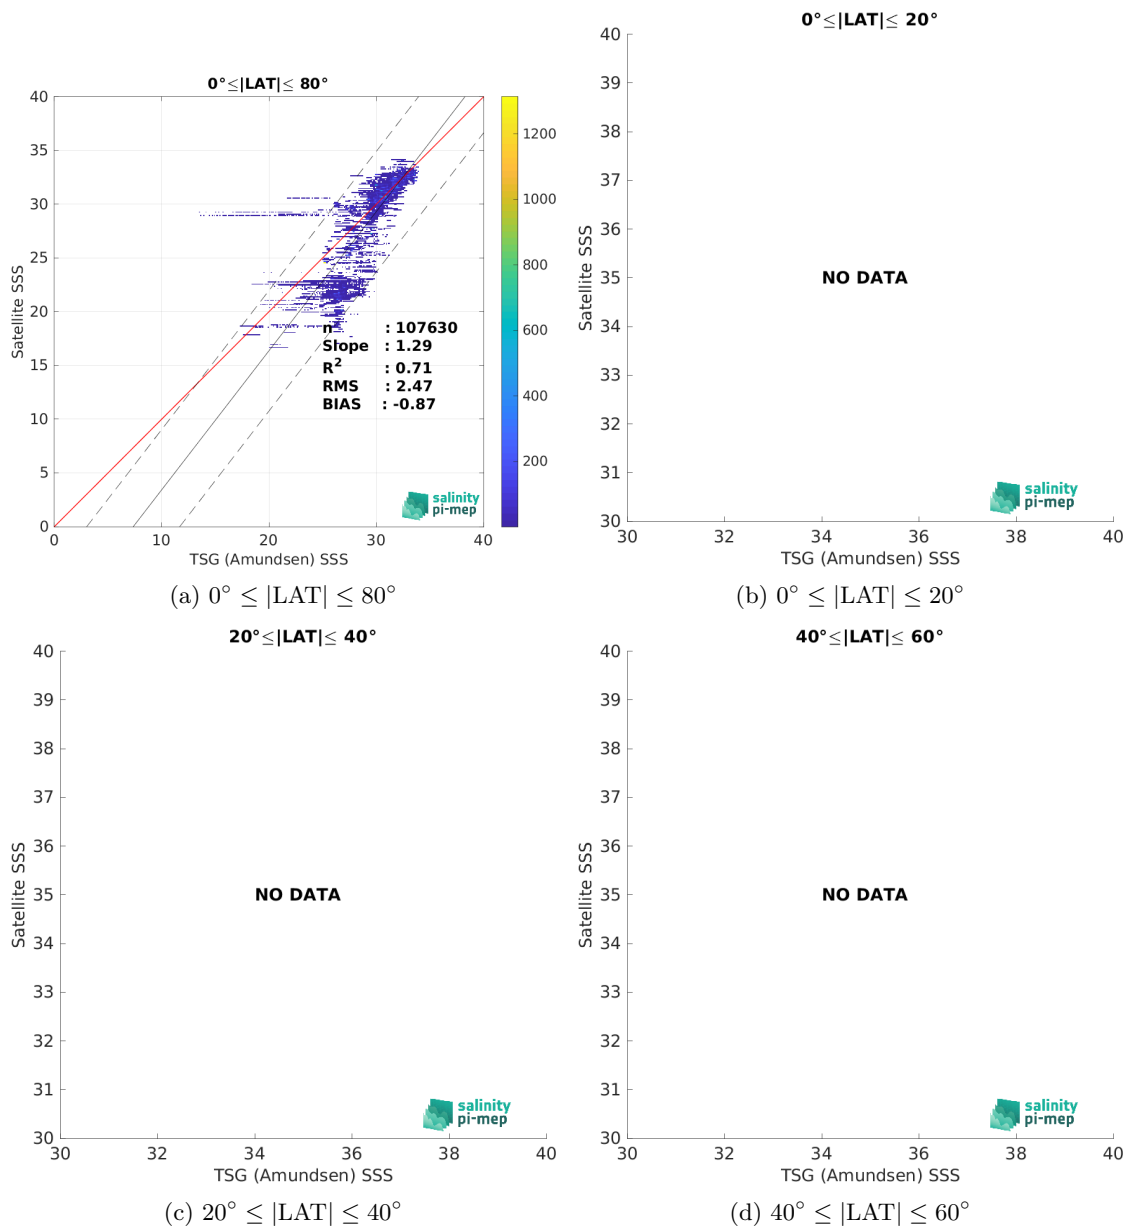 0°≤|LAT|≤ 80°
40
35
30
25
20
15
10
5
0
Satellite SSS
0 10 20 30 40
TSG (Amundsen) SSS
n : 107630
Slope : 1.29
R² : 0.71
RMS : 2.47
BIAS : -0.87
salinity
pi-mep
1200
1000
800
600
400
200
(a) 0° ≤ |LAT| ≤ 80°
0°≤|LAT|≤ 20°
40
39
38
37
36
35
34
33
32
31
30
Satellite SSS
NO DATA
salinity
pi-mep
30 32 34 36 38 40
TSG (Amundsen) SSS
(b) 0° ≤ |LAT| ≤ 20°
20°≤|LAT|≤ 40°
40
39
38
37
36
35
34
33
32
31
30
Satellite SSS
NO DATA
salinity
pi-mep
30 32 34 36 38 40
TSG (Amundsen) SSS
(c) 20° ≤ |LAT| ≤ 40°
40°≤|LAT|≤ 60°
40
39
38
37
36
35
34
33
32
31
30
Satellite SSS
NO DATA
salinity
pi-mep
30 32 34 36 38 40
TSG (Amundsen) SSS
(d) 40° ≤ |LAT| ≤ 60°